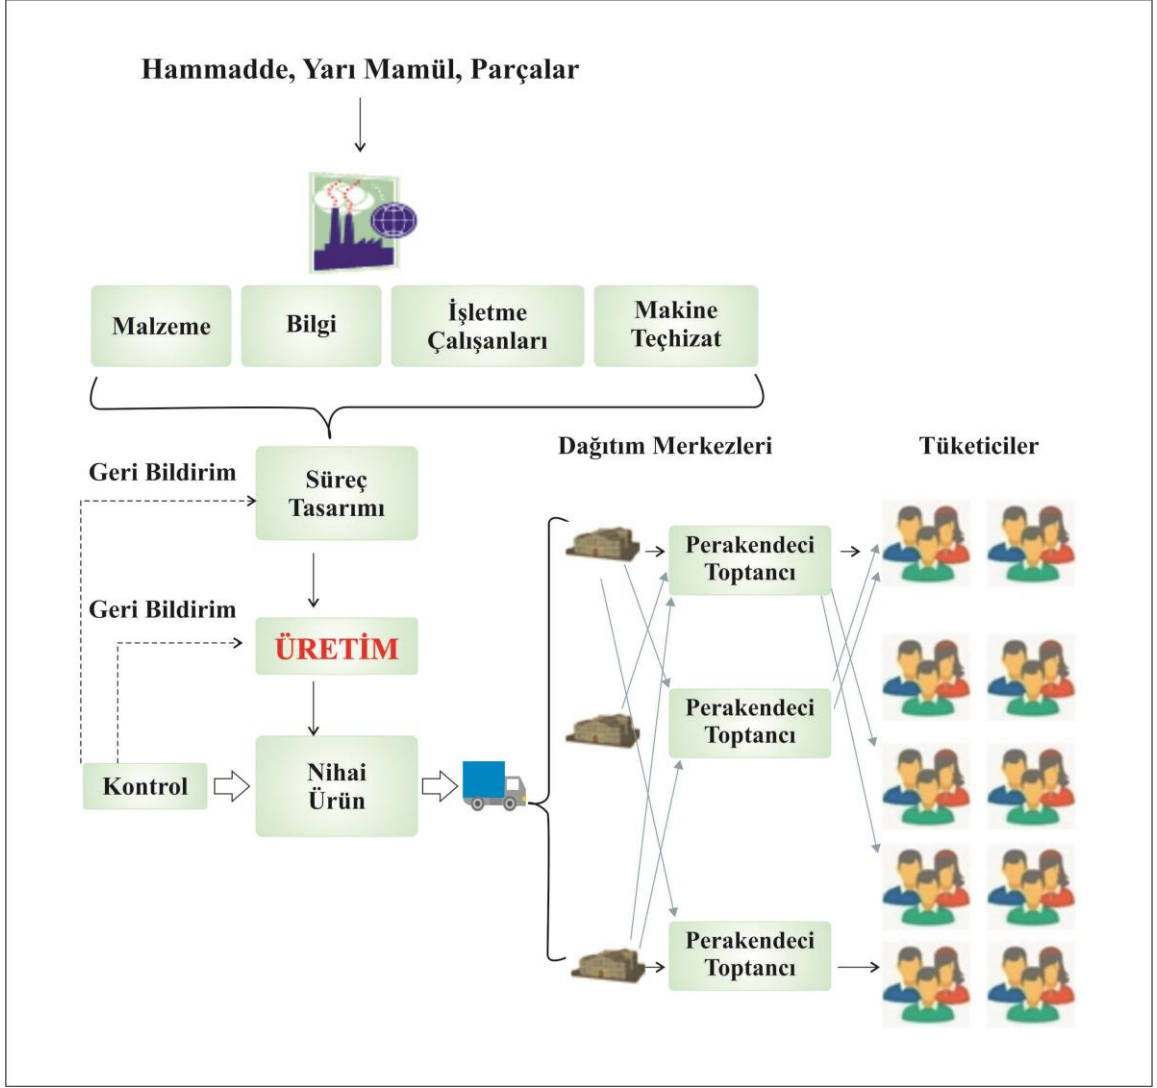 Hammadde, Yarı Mamül, Parçalar
Malzeme
Bilgi
İşletme
Çalışanları
Makine
Teçhizat
Geri Bildirim
Süreç
Tasarımı
Geri Bildirim
ÜRETİM
Kontrol
Nihai
Ürün
Dağıtım Merkezleri
Tüketiciler
Perakendeci
Toptancı
Perakendeci
Toptancı
Perakendeci
Toptancı